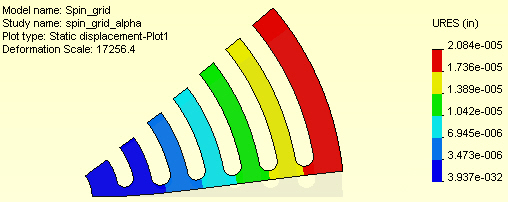 Model name: Spin_grid
Study name: spin_grid_alpha
Plot type: Static displacement-Plot1
Deformation Scale: 17256.4
URES (in)
2.084e-005
1.736e-005
1.389e-005
1.042e-005
6.945e-006
3.473e-006
3.937e-032